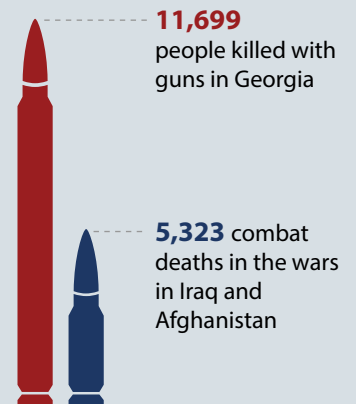 11,699
people killed with
guns in Georgia
5,323 combat
deaths in the wars
in Iraq and
Afghanistan